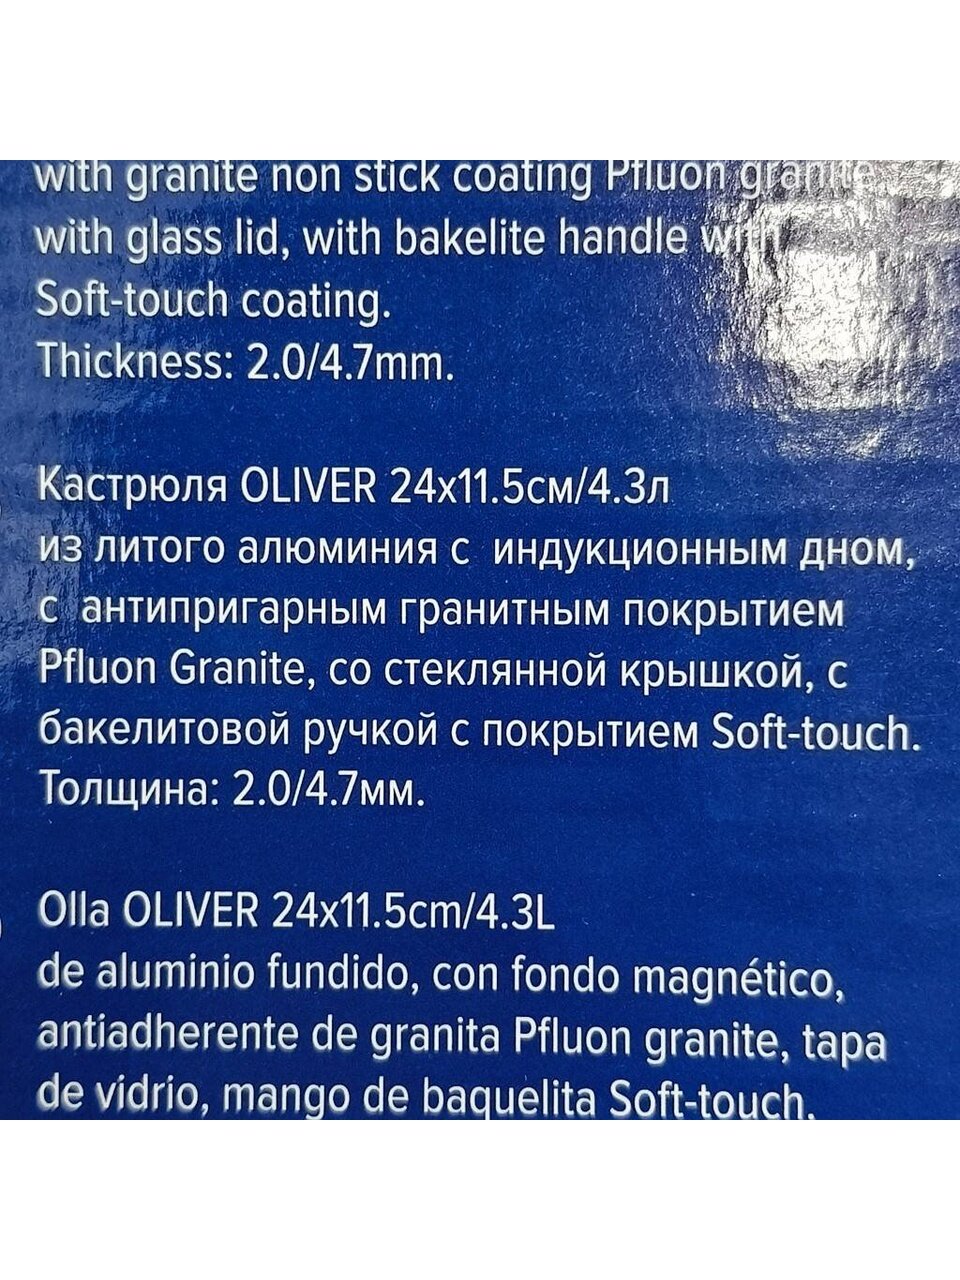 with granite non stick coating Pfluon granite,
with glass lid, with bakelite handle with
Soft-touch coating.
Thickness: 2.0/4.7mm.
Кастрюля OLIVER 24x11.5см/4.3л
из литого алюминия с индукционным дном,
с антипригарным гранитным покрытием
Pfluon Granite, со стеклянной крышкой, с
бакелитовой ручкой с покрытием Soft-touch.
Толщина: 2.0/4.7мм.
Olla OLIVER 24x11.5cm/4.3L
de aluminio fundido, con fondo magnético,
antiadherente de granita Pfluon granite, tapa
de vídrio, mango de baquelita Soft-touch.